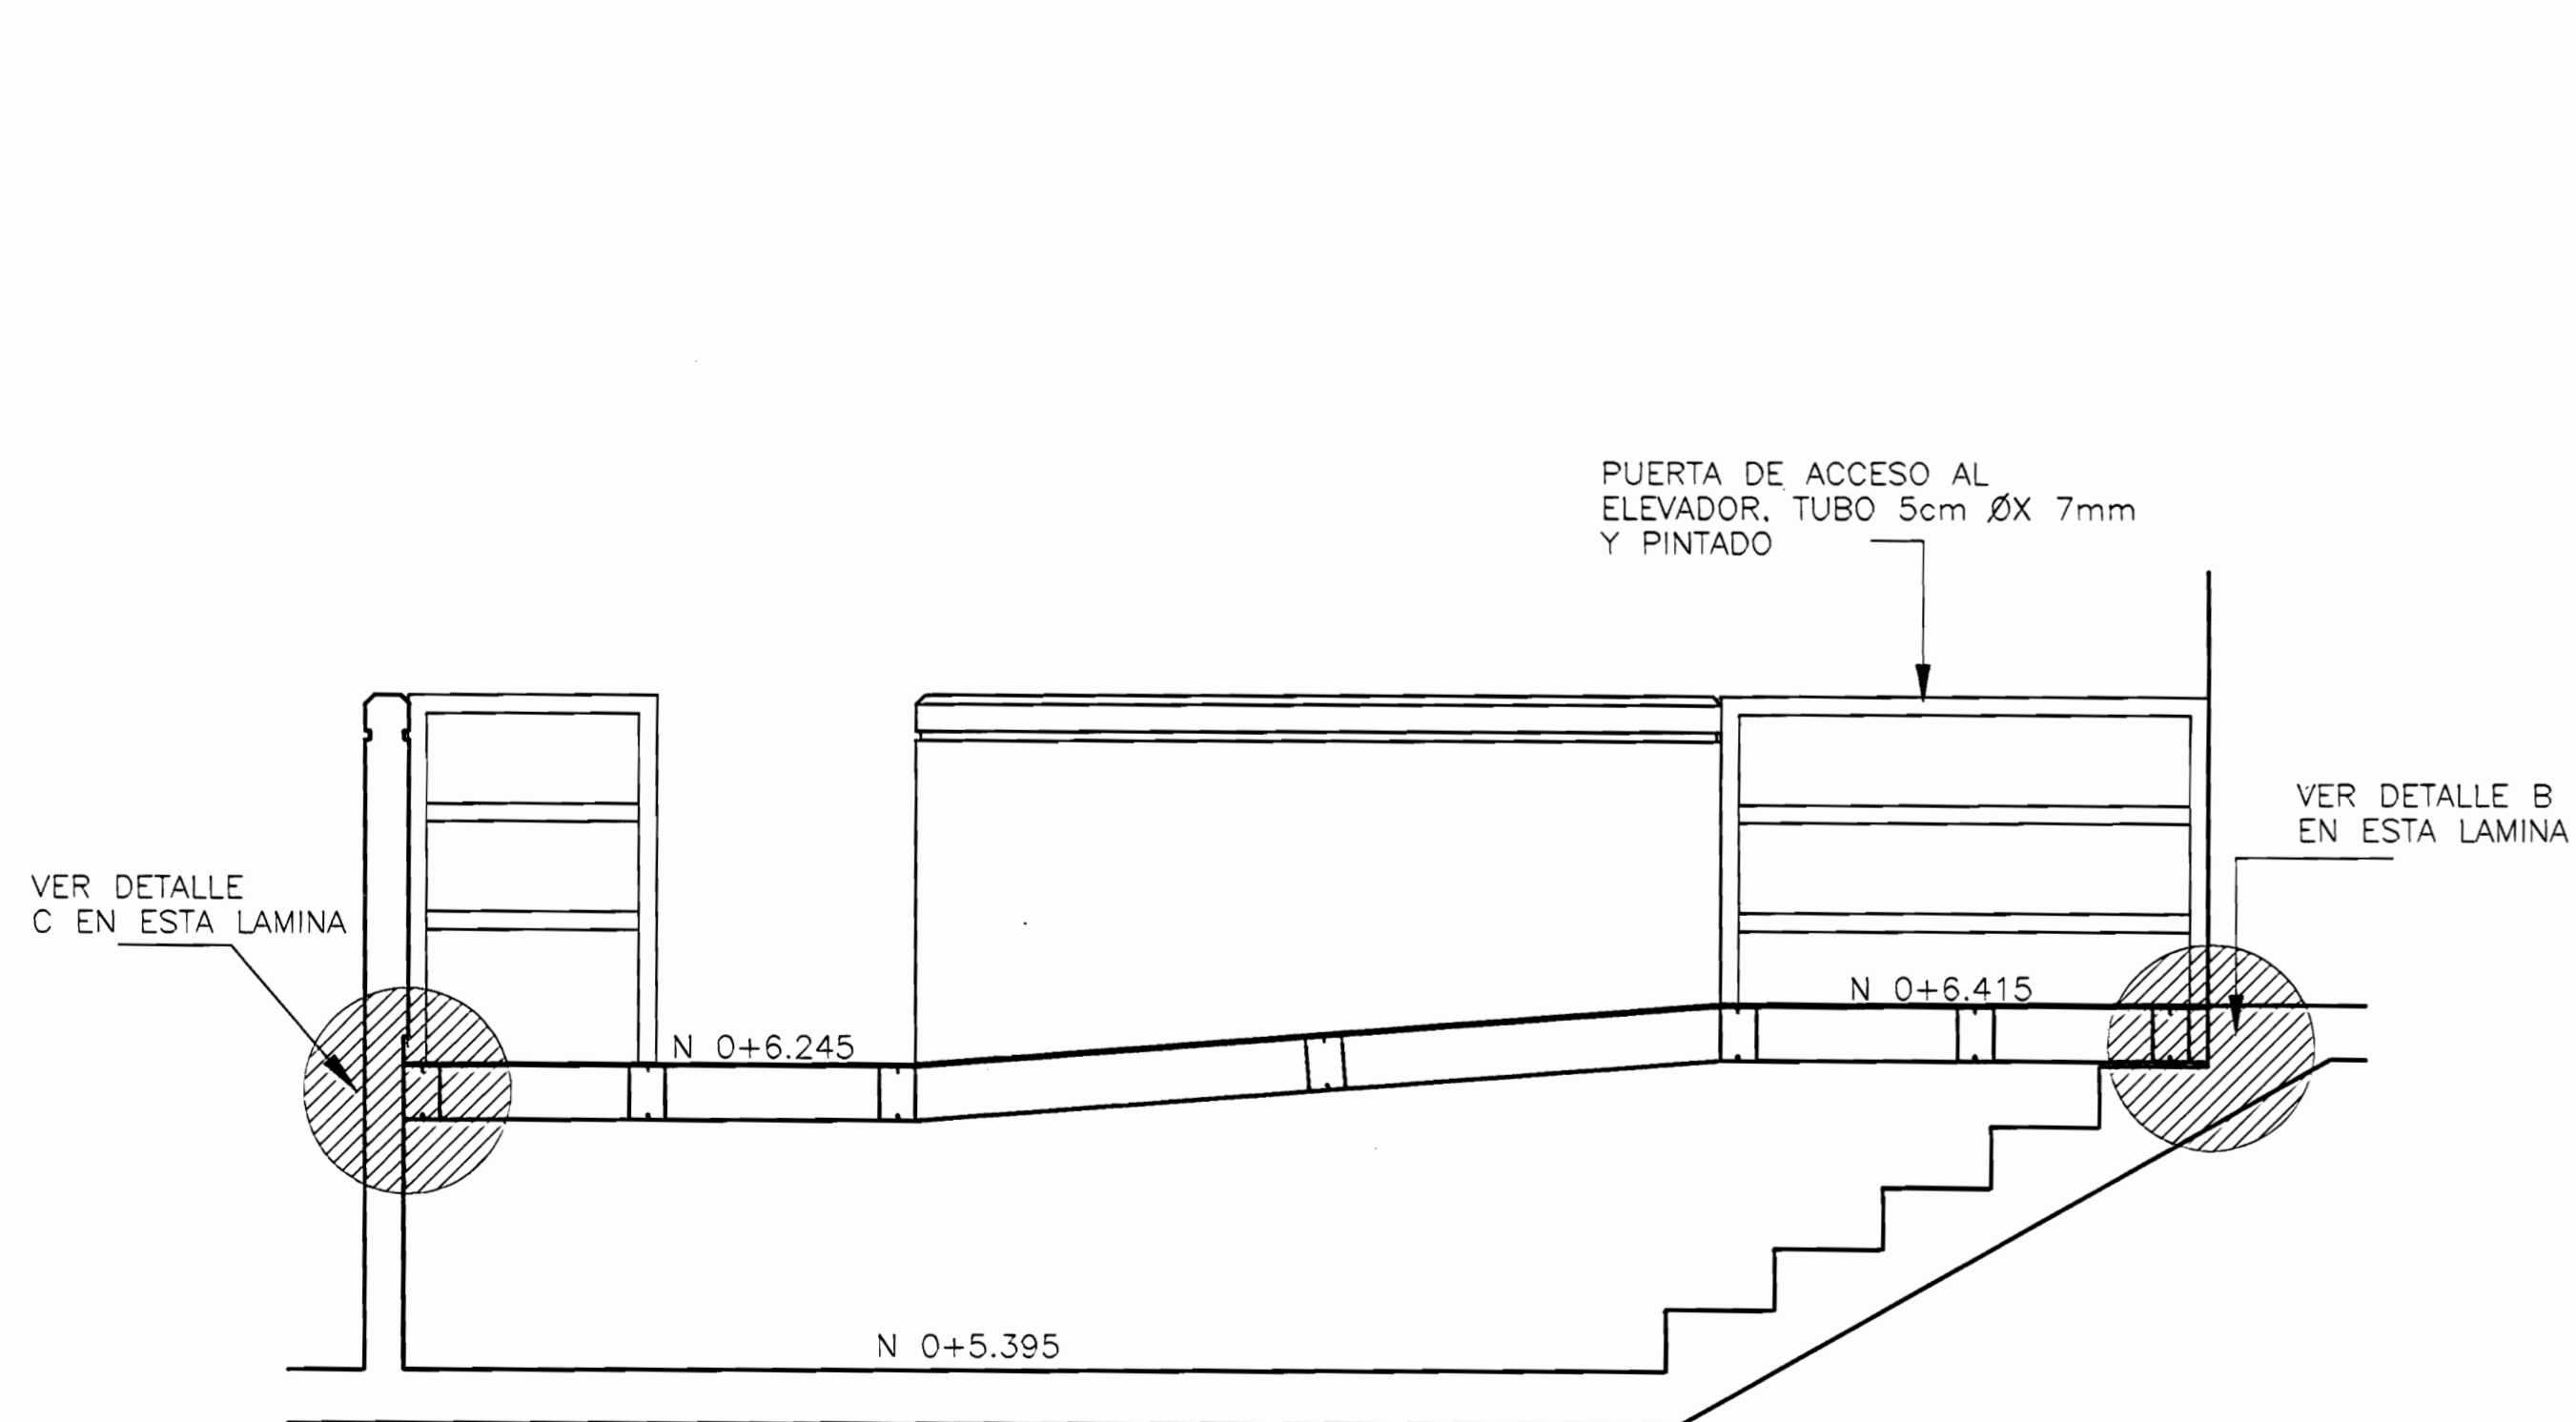 PUERTA DE ACCESO AL
ELEVADOR, TUBO 5cm ØX 7mm
Y PINTADO
VER DETALLE B
EN ESTA LAMINA
VER DETALLE
C EN ESTA LAMINA
N 0+6.415
N 0+6.245
N 0+5.395